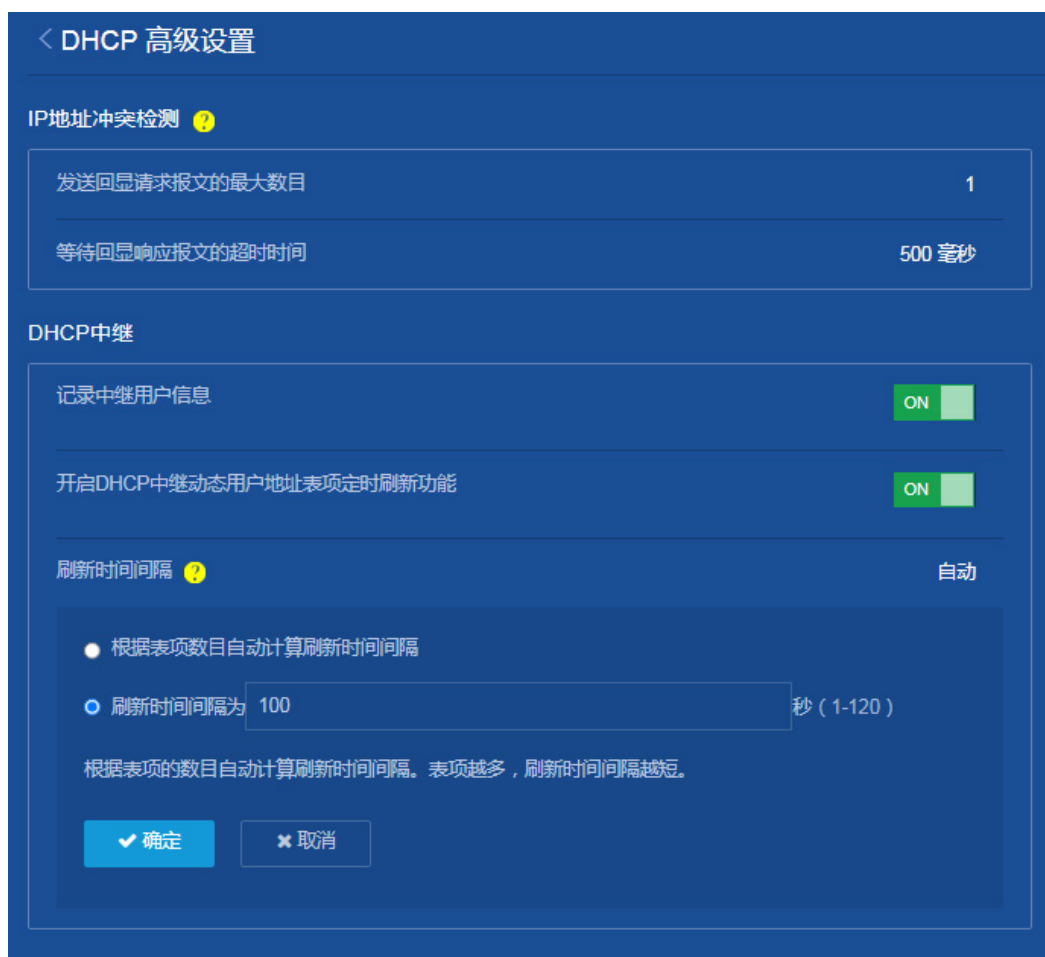 DHCP 高级设置
IP地址冲突检测 ?
发送回显请求报文的最大数目 1
等待回显响应报文的超时时间 500 毫秒
DHCP中继
记录中继用户信息 ON
开启DHCP中继动态用户地址表项定时刷新功能 ON
刷新时间间隔 ? 自动
根据表项数目自动计算刷新时间间隔
刷新时间间隔为 100 秒（1-120）
根据表项的数目自动计算刷新时间间隔。表项越多，刷新时间间隔越短。
确定 取消